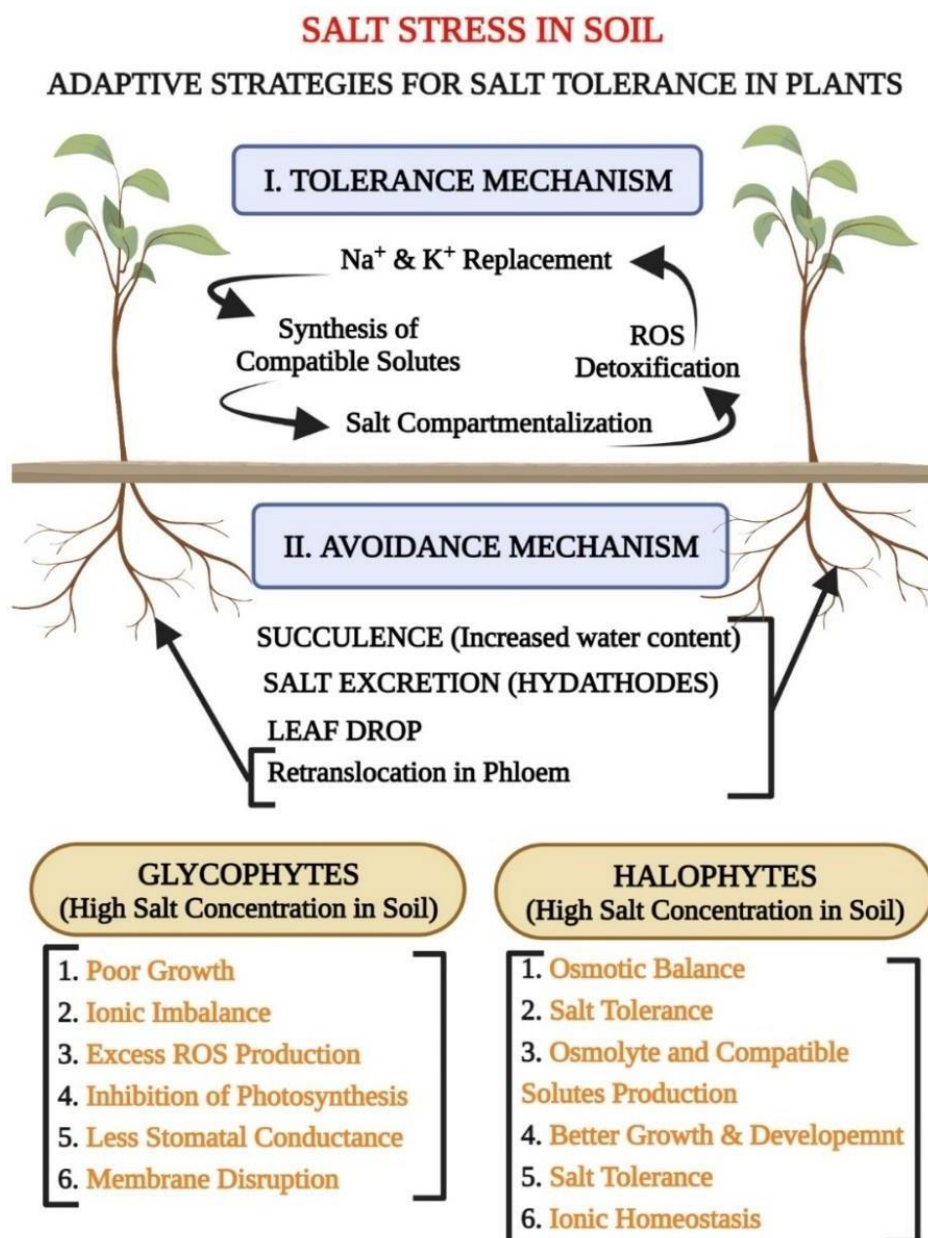 SALT STRESS IN SOIL
ADAPTIVE STRATEGIES FOR SALT TOLERANCE IN PLANTS
I. TOLERANCE MECHANISM
Na⁺ & K⁺ Replacement
Synthesis of
Compatible Solutes
ROS
Detoxification
Salt Compartmentalization
II. AVOIDANCE MECHANISM
SUCCULENCE (Increased water content)
SALT EXCRETION (HYDATHODES)
LEAF DROP
Retranslocation in Phloem
GLYCOPHYTES
(High Salt Concentration in Soil)
1. Poor Growth
2. Ionic Imbalance
3. Excess ROS Production
4. Inhibition of Photosynthesis
5. Less Stomatal Conductance
6. Membrane Disruption
HALOPHYTES
(High Salt Concentration in Soil)
1. Osmotic Balance
2. Salt Tolerance
3. Osmolyte and Compatible
Solutes Production
4. Better Growth & Developemnt
5. Salt Tolerance
6. Ionic Homeostasis